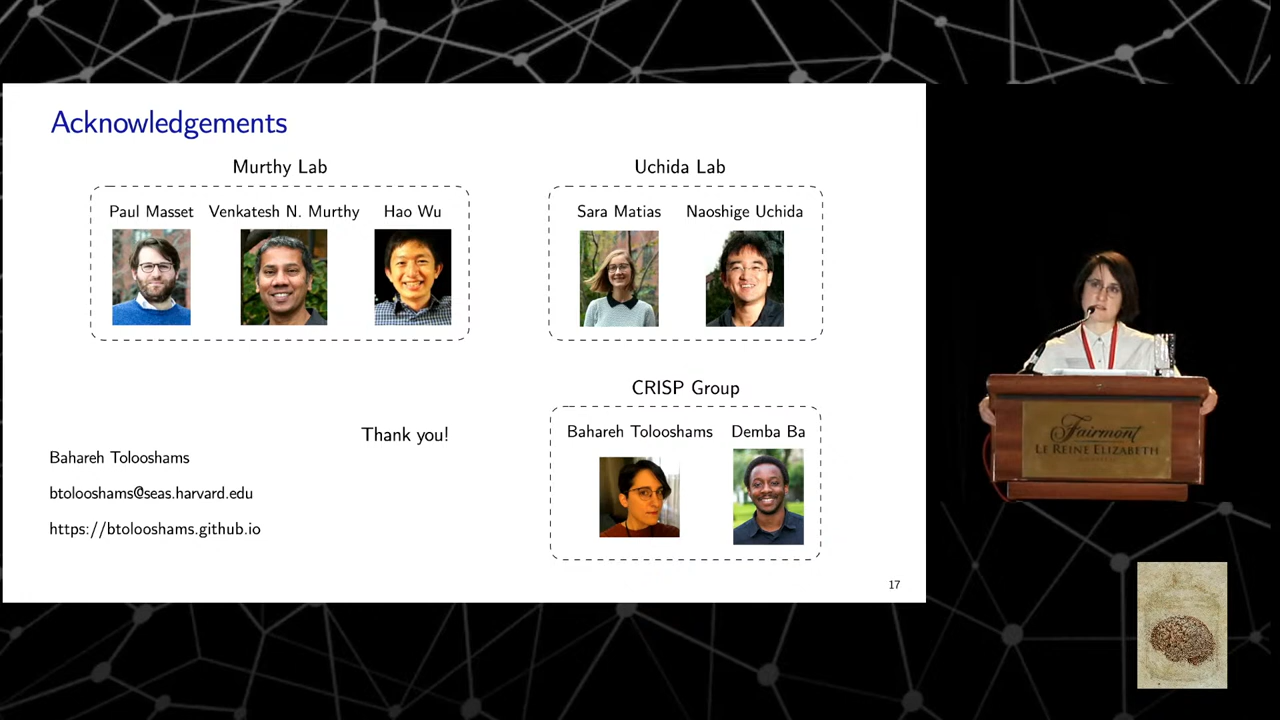 Acknowledgements
Murthy Lab
Paul Masset Venkatesh N. Murthy Hao Wu
Uchida Lab
Sara Matias Naoshige Uchida
CRISP Group
Bahareh Tolooshams Demba Ba
Thank you!
Bahareh Tolooshams
btolooshams@seas.harvard.edu
https://btolooshams.github.io
17
Fairmont
LE REINE ELIZABETH